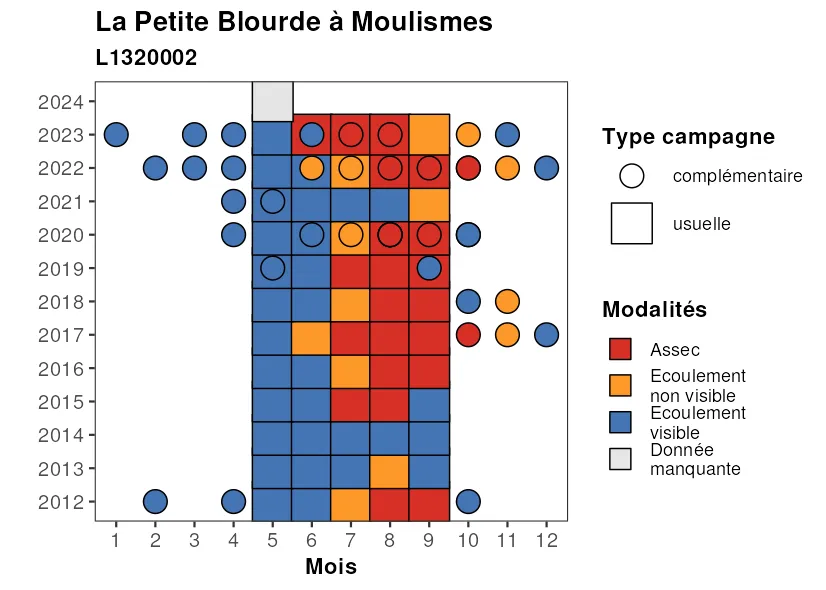 La Petite Blourde à Moulismes
L1320002
2024
2023
2022
2021
2020
2019
2018
2017
2016
2015
2014
2013
2012
1 2 3 4 5 6 7 8 9 10 11 12
Mois
Type campagne
complémentaire
usuelle
Modalités
Assec
Ecoulement
non visible
Ecoulement
visible
Donnée
manquante